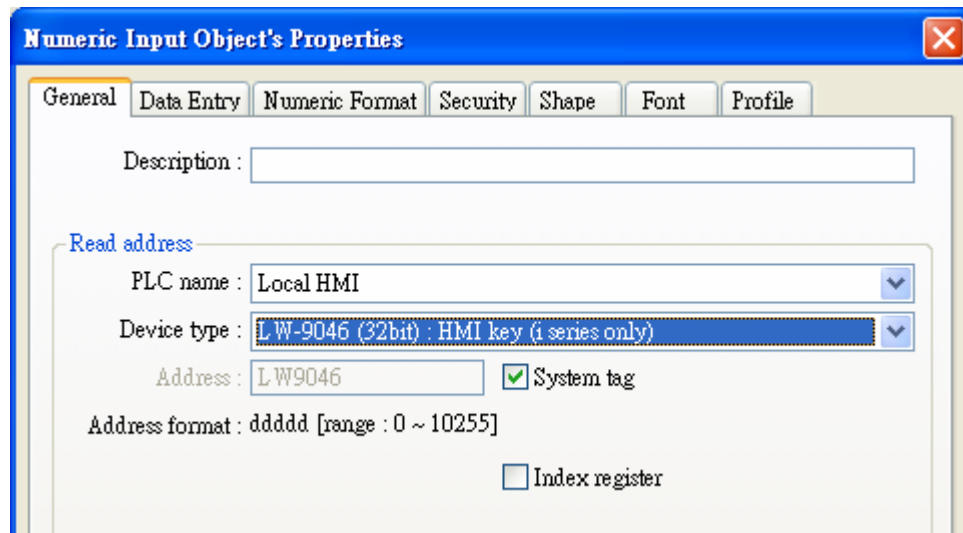 Numeric Input Object's Properties
General Data Entry Numeric Format Security Shape Font Profile
Description :
Read address
PLC name : Local HMI
Device type : LW-9046 (32bit) : HMI key (i series only)
Address : LW9046 System tag
Address format : ddddd [range : 0 ~ 10255]
Index register